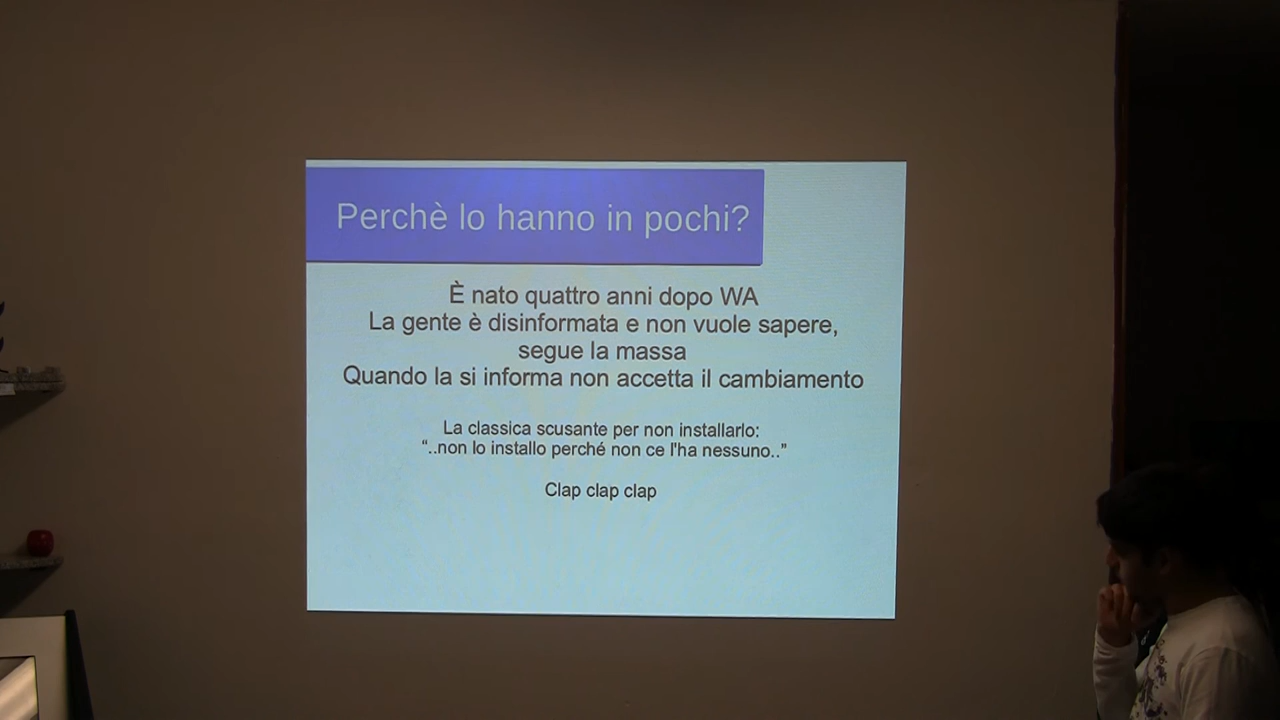 Perchè lo hanno in pochi?
È nato quattro anni dopo WA
La gente è disinformata e non vuole sapere,
segue la massa
Quando la si informa non accetta il cambiamento
La classica scusante per non installarlo:
“..non lo installo perché non ce l'ha nessuno..”
Clap clap clap